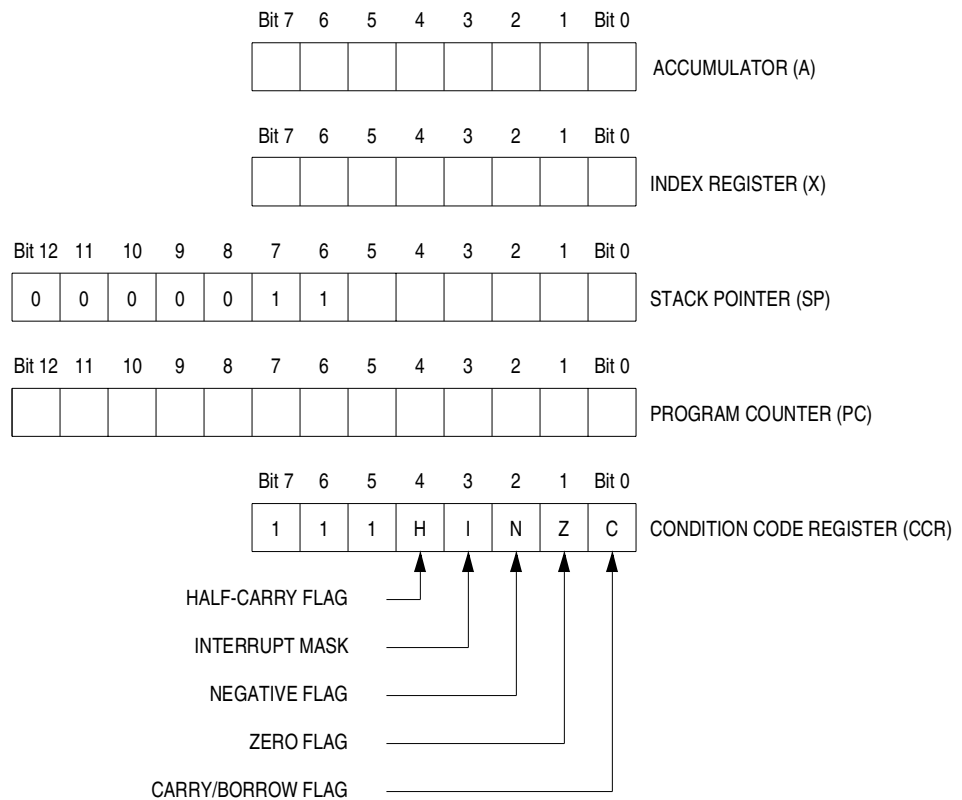 Bit 7 6 5 4 3 2 1 Bit 0
ACCUMULATOR (A)
Bit 7 6 5 4 3 2 1 Bit 0
INDEX REGISTER (X)
Bit 12 11 10 9 8 7 6 5 4 3 2 1 Bit 0
0 0 0 0 0 1 1 STACK POINTER (SP)
Bit 12 11 10 9 8 7 6 5 4 3 2 1 Bit 0
PROGRAM COUNTER (PC)
Bit 7 6 5 4 3 2 1 Bit 0
1 1 1 H I N Z C CONDITION CODE REGISTER (CCR)
HALF-CARRY FLAG
INTERRUPT MASK
NEGATIVE FLAG
ZERO FLAG
CARRY/BORROW FLAG